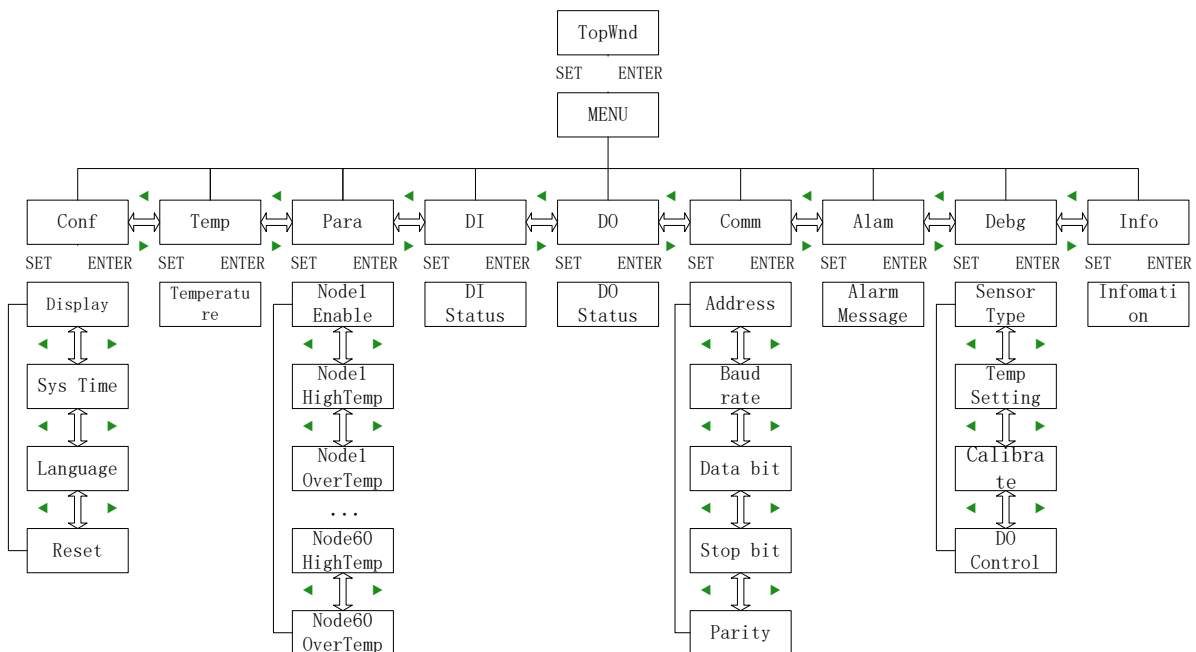 TopWnd
SET ENTER
MENU
Conf Temp Para DI DO Comm Alam Debg Info
SET ENTER SET ENTER SET ENTER SET ENTER SET ENTER SET ENTER SET ENTER SET ENTER SET ENTER
Display
Sys Time
Language
Reset
Temperatu
re
Node1
Enable
Node1
HighTemp
Node1
OverTemp
...
Node60
HighTemp
Node60
OverTemp
DI
Status
DO
Status
Address
Baud
rate
Data bit
Stop bit
Parity
Alarm
Message
Sensor
Type
Temp
Setting
Calibra
te
DO
Control
Infomati
on